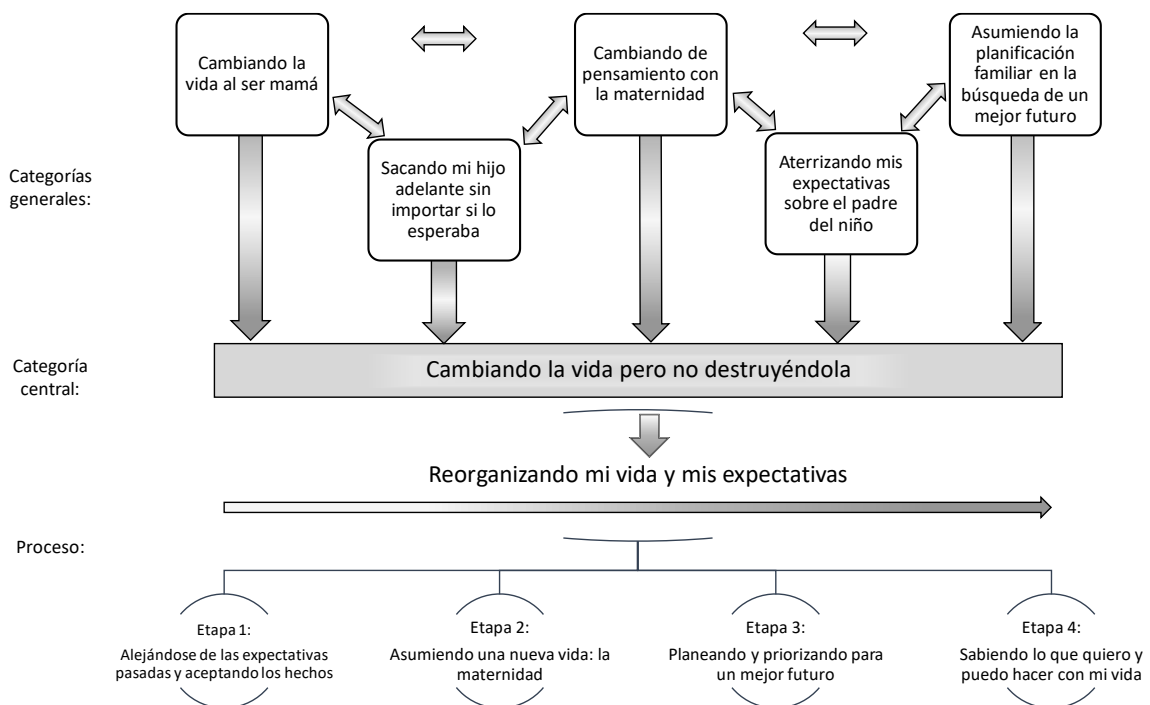 Cambiando la
vida al ser mamá
Cambiando de
pensamiento con
la maternidad
Asumiendo la
planificación
familiar en la
búsqueda de un
mejor futuro
Categorías
generales:
Sacando mi hijo
adelante sin
importar si lo
esperaba
Aterrizando mis
expectativas
sobre el padre
del niño
Categoría
central:
Cambiando la vida pero no destruyéndola
Reorganizando mi vida y mis expectativas
Proceso:
Etapa 1:
Alejándose de las expectativas
pasadas y aceptando los hechos
Etapa 2:
Asumiendo una nueva vida: la
maternidad
Etapa 3:
Planeando y priorizando para
un mejor futuro
Etapa 4:
Sabiendo lo que quiero y
puedo hacer con mi vida